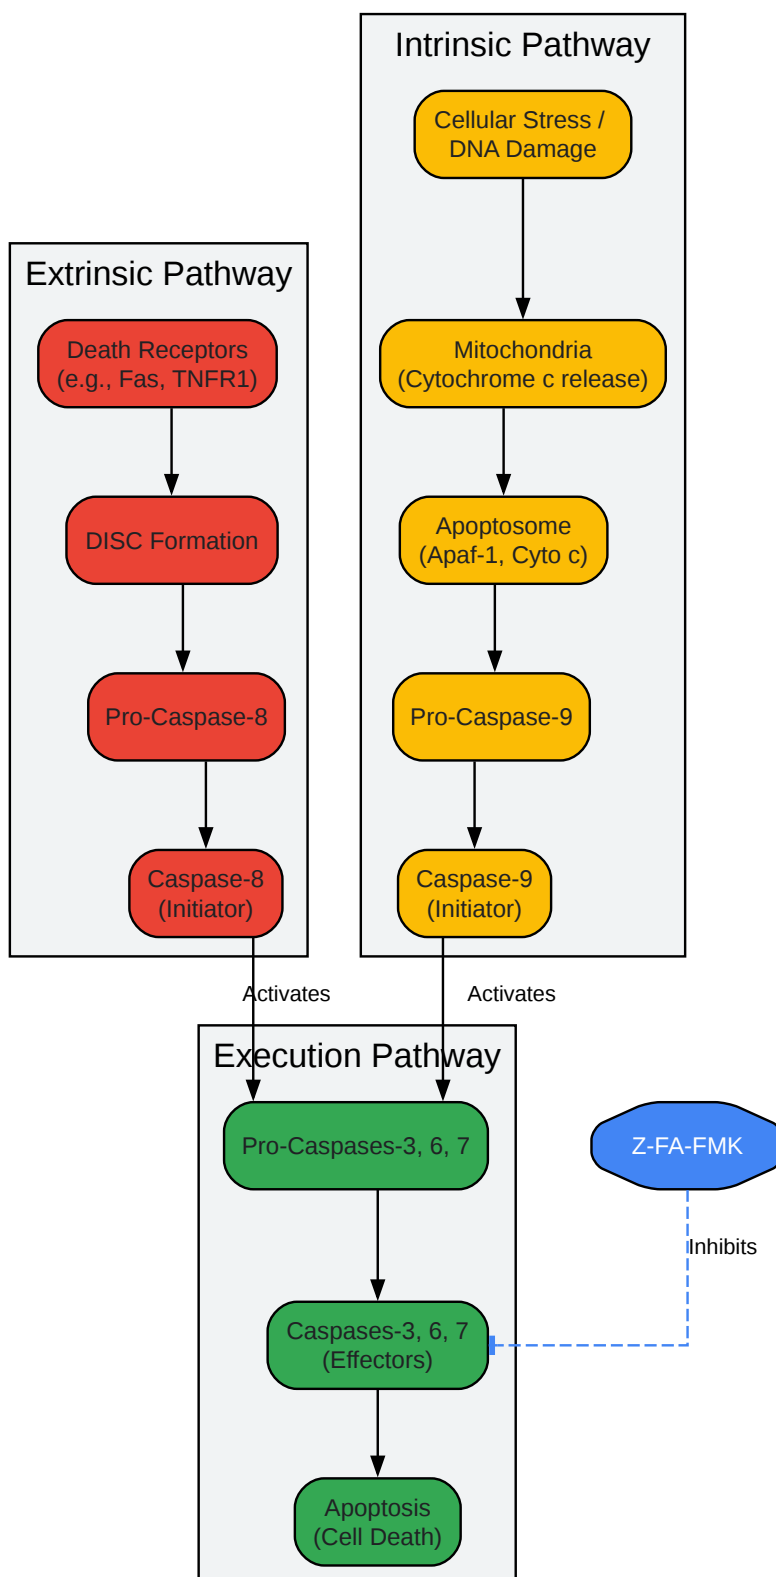 Intrinsic Pathway
Cellular Stress /
DNA Damage
Mitochondria
(Cytochrome c release)
Apoptosome
(Apaf-1, Cyto c)
Pro-Caspase-9
Caspase-9
(Initiator)
Extrinsic Pathway
Death Receptors
(e.g., Fas, TNFR1)
DISC Formation
Pro-Caspase-8
Caspase-8
(Initiator)
Activates
Activates
Execution Pathway
Pro-Caspases-3, 6, 7
Z-FA-FMK
Inhibits
Caspases-3, 6, 7
(Effectors)
Apoptosis
(Cell Death)